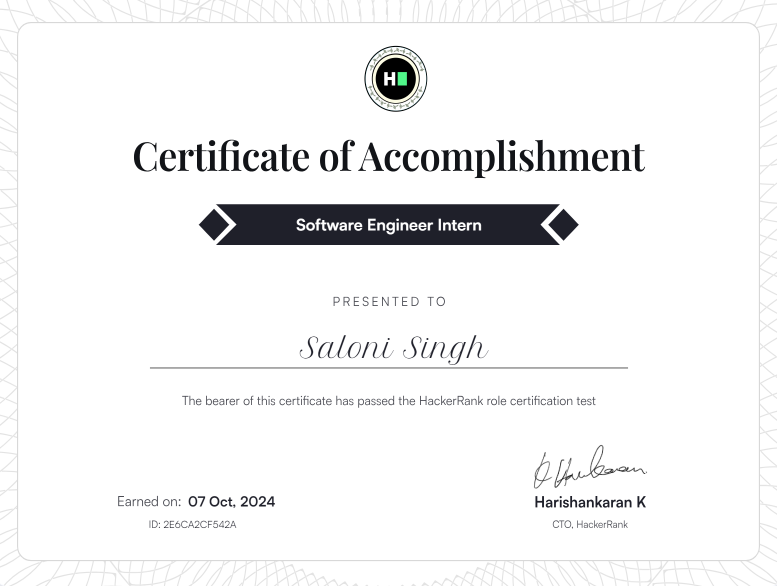 H
Certificate of Accomplishment
Software Engineer Intern
PRESENTED TO
Saloni Singh
The bearer of this certificate has passed the HackerRank role certification test
Earned on: 07 Oct, 2024
ID: 2E6CA2CF542A
Harishankaran K
CTO, HackerRank